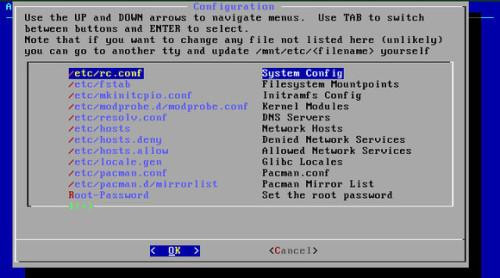 A
Configuration
Use the UP and DOWN arrows to navigate menus. Use TAB to switch
between buttons and ENTER to select.
Note that if you want to change any file not listed here (unlikely)
you can go to another tty and update /mnt/etc/<filename> yourself
/etc/rc.conf System Config
/etc/fstab Filesystem Mountpoints
/etc/mkinitcpio.conf Initramfs Config
/etc/modprobe.d/modprobe.conf Kernel Modules
/etc/resolv.conf DNS Servers
/etc/hosts Network Hosts
/etc/hosts.deny Denied Network Services
/etc/hosts.allow Allowed Network Services
/etc/locale.gen Glibc Locales
/etc/pacman.conf Pacman.conf
/etc/pacman.d/mirrorlist Pacman Mirror List
Root-Password Set the root password
< OK > <Cancel>